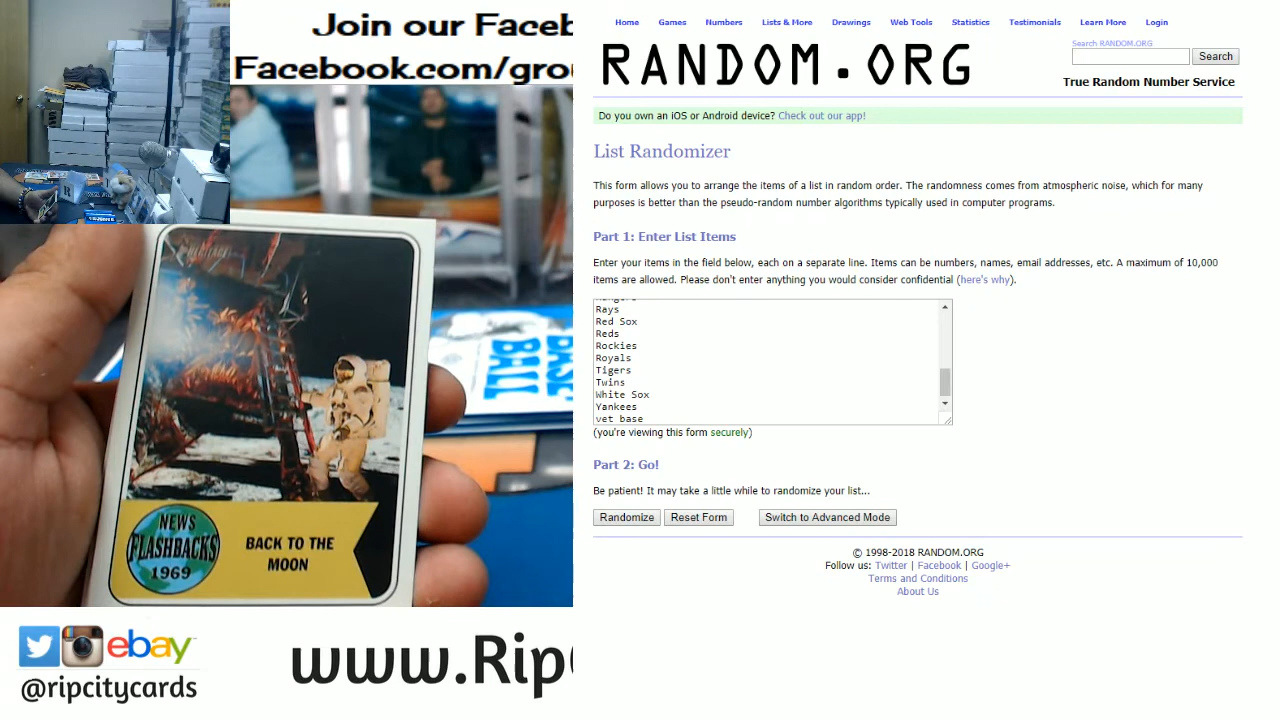 Join our Faceb
Facebook.com/grou
HERITAGE
NEWS
FLASHBACKS
1969
BACK TO THE
MOON
BASE
BALL
ebay
@ripcitycards
www.Rip
Home Games Numbers Lists & More Drawings Web Tools Statistics Testimonials Learn More Login
RANDOM.ORG
Search RANDOM.ORG
Search
True Random Number Service
Do you own an iOS or Android device? Check out our app!
List Randomizer
This form allows you to arrange the items of a list in random order. The randomness comes from atmospheric noise, which for many
purposes is better than the pseudo-random number algorithms typically used in computer programs.
Part 1: Enter List Items
Enter your items in the field below, each on a separate line. Items can be numbers, names, email addresses, etc. A maximum of 10,000
items are allowed. Please don't enter anything you would consider confidential (here's why).
Rangers
Rays
Red Sox
Reds
Rockies
Royals
Tigers
Twins
White Sox
Yankees
vet base
(you're viewing this form securely)
Part 2: Go!
Be patient! It may take a little while to randomize your list...
Randomize Reset Form Switch to Advanced Mode
© 1998-2018 RANDOM.ORG
Follow us: Twitter | Facebook | Google+
Terms and Conditions
About Us